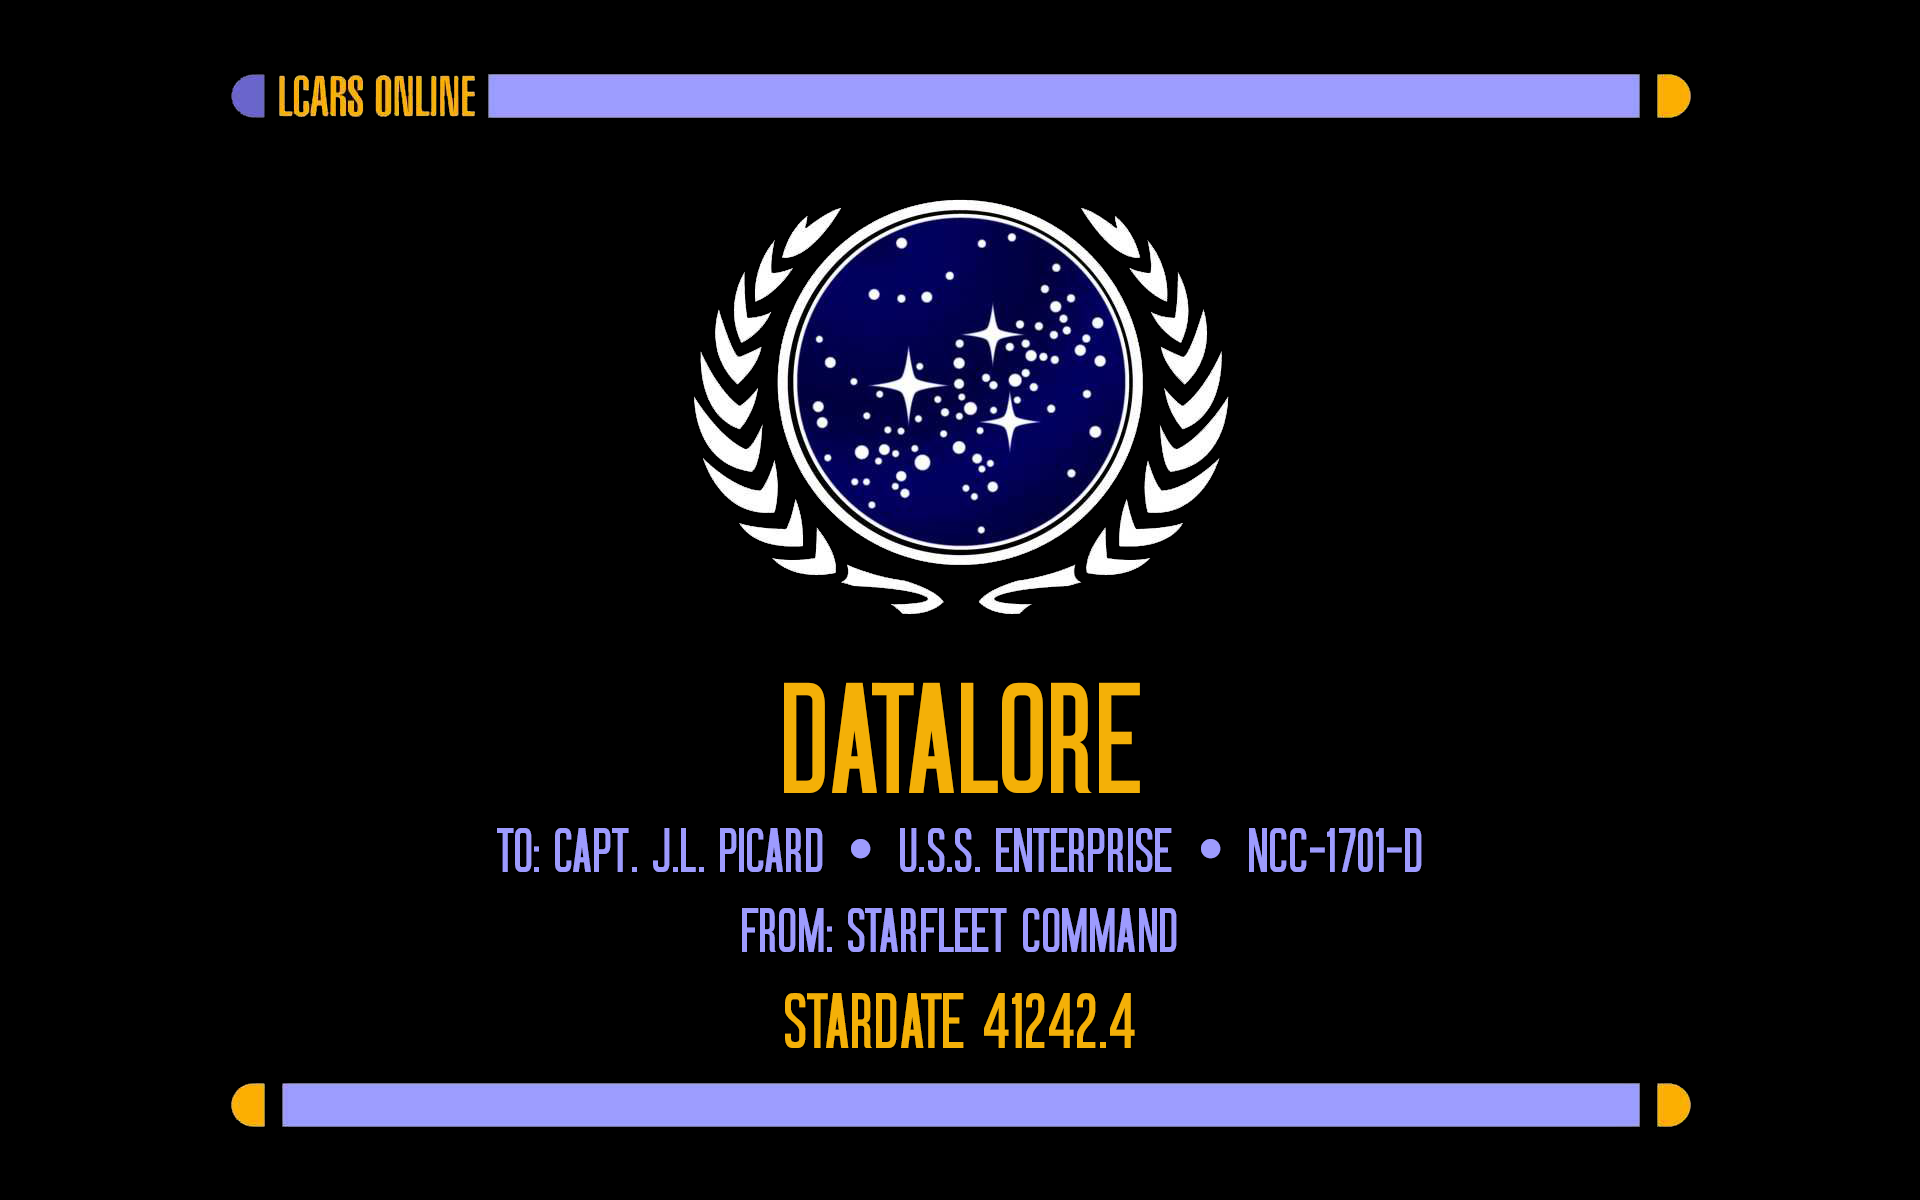 LCARS ONLINE
DATALORE
TO: CAPT. J.L. PICARD • U.S.S. ENTERPRISE • NCC-1701-D
FROM: STARFLEET COMMAND
STARDATE 41242.4